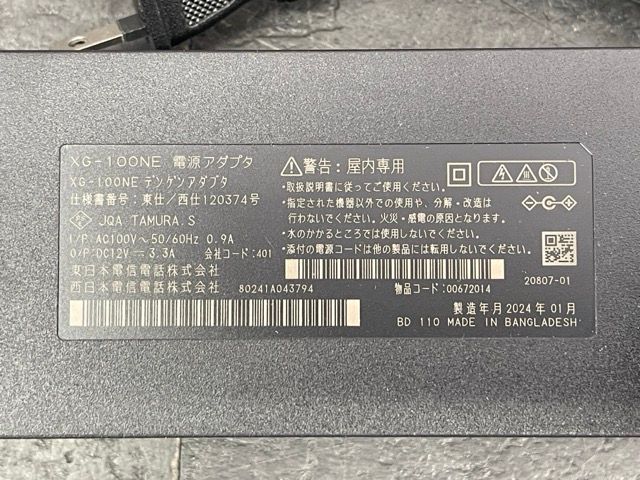 XG-100NE 電源アダプタ
XG-100NE デンゲンアダプタ
仕様書番号：東仕／西仕120374号
PS E JQA TAMURA.S
I/P:AC100V～50/60Hz 0.9A
O/P:DC12V⎓3.3A 会社コード：401
東日本電信電話株式会社
西日本電信電話株式会社 80241A043794
⚠警告：屋内専用
・取扱説明書に従ってご使用ください。
・指定された機器以外での使用や、分解・改造は
行わないでください。火災・感電の原因となります。
・水のかかるところでは使用しないでください。
・添付の電源コードは他の製品には転用しないでください。
物品コード：00672014
20807-01
製造年月 2024年 01月
BD 110 MADE IN BANGLADESH